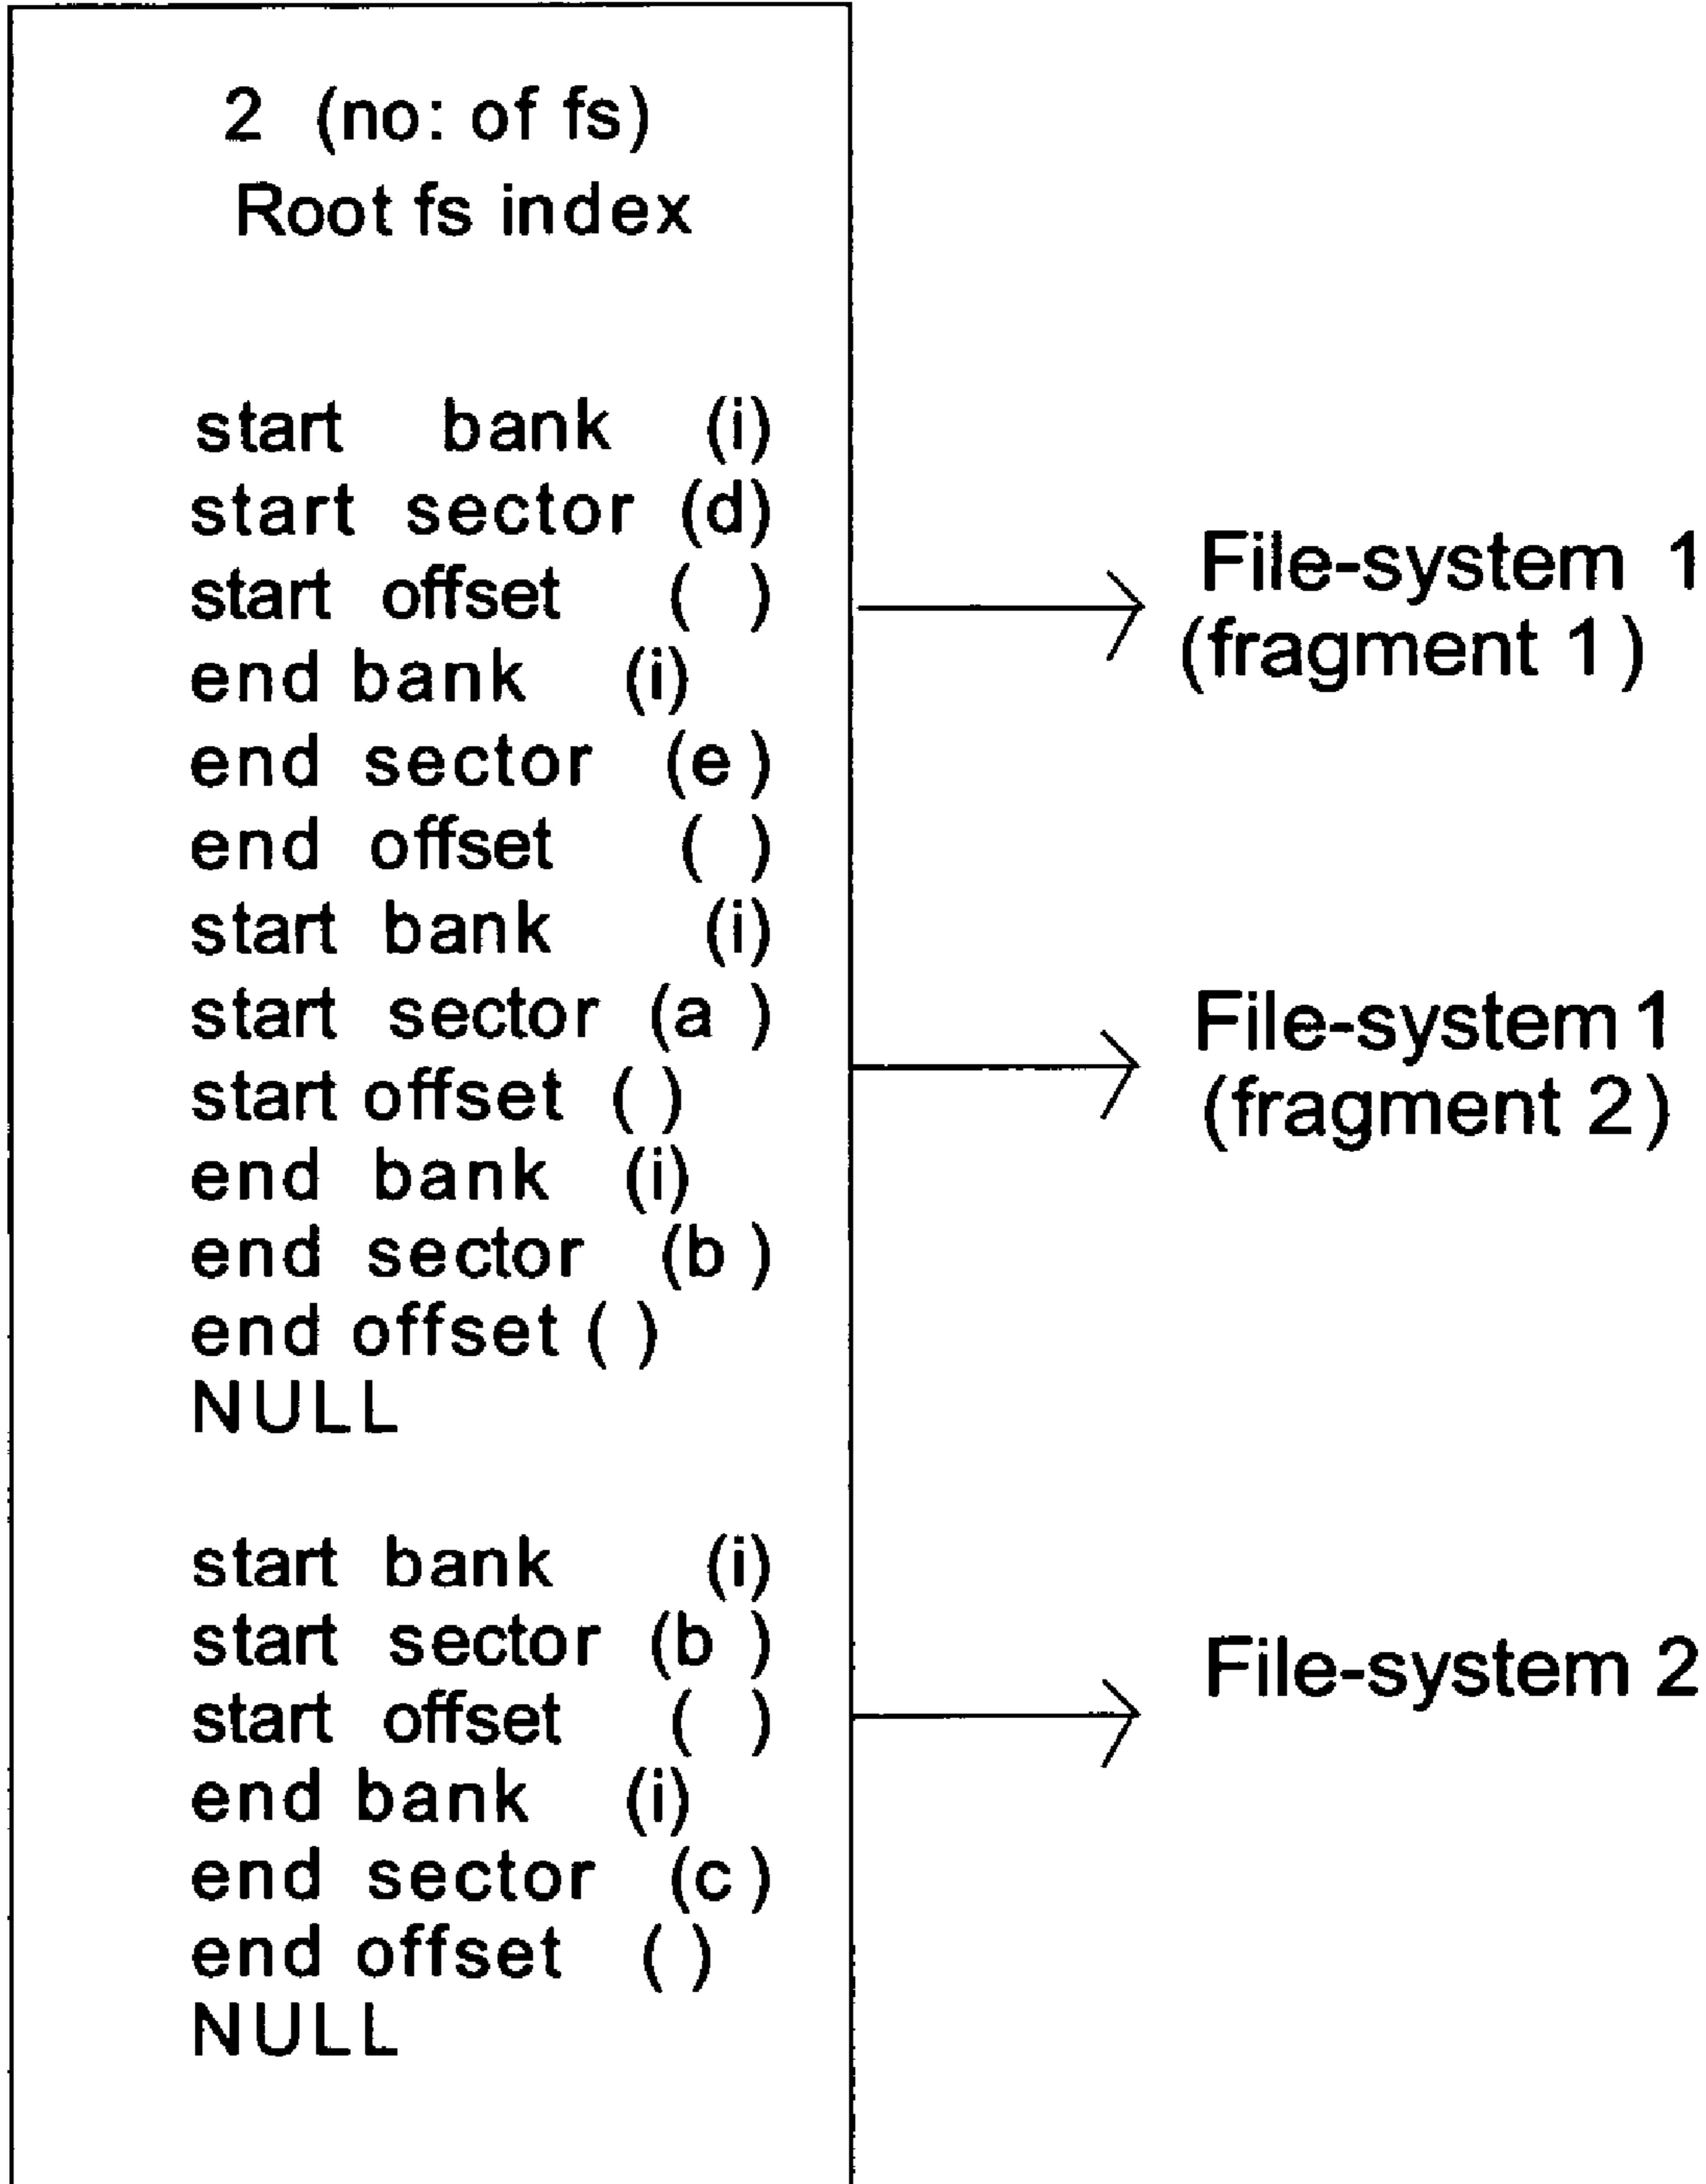 2 (no: of fs)
Root fs index
start bank (i)
start sector (d)
start offset ( )
end bank (i)
end sector (e)
end offset ( )
start bank (i)
start sector (a )
start offset ( )
end bank (i)
end sector (b )
end offset ( )
NULL
start bank (i)
start sector (b )
start offset ( )
end bank (i)
end sector (c )
end offset ( )
NULL
File-system 1
(fragment 1)
File-system 1
(fragment 2)
File-system 2